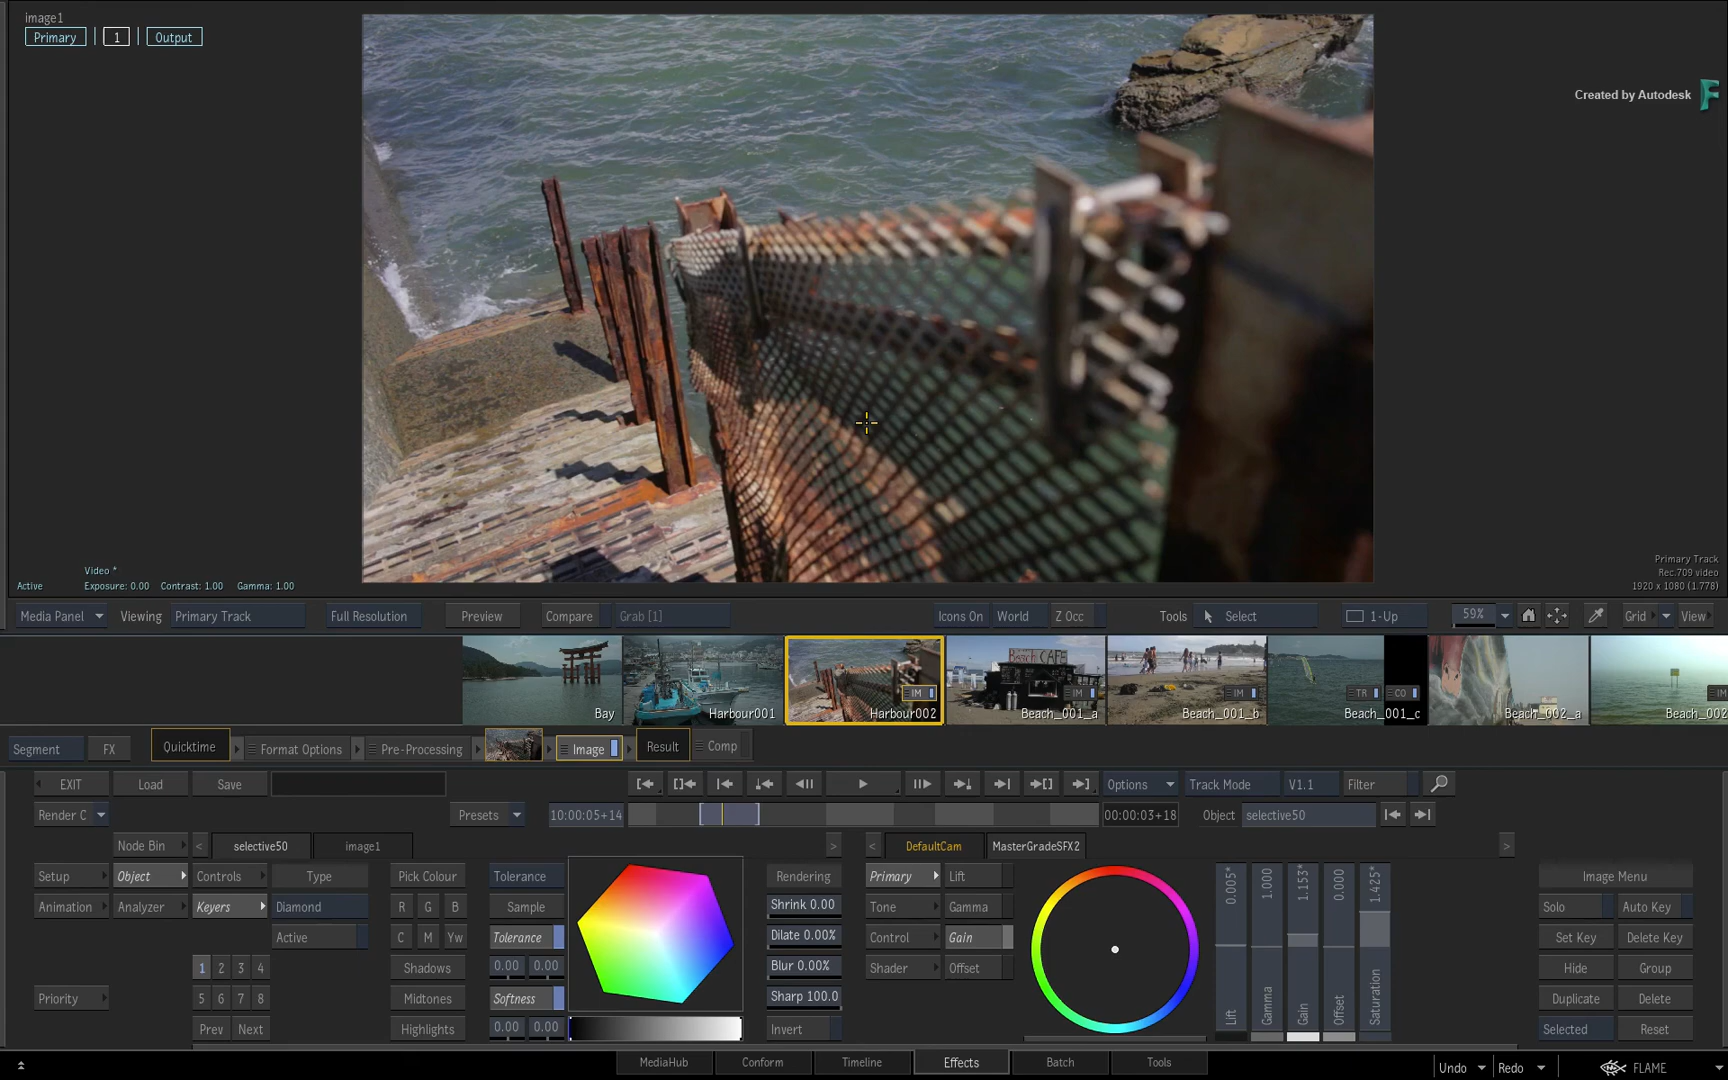 image1
Primary | 1 | Output
Created by Autodesk
Video *
Active Exposure: 0.00 Contrast: 1.00 Gamma: 1.00
Primary Track
Rec.709 video
1920 x 1080 (1.778)
Media Panel Viewing Primary Track Full Resolution Preview Compare Grab [1] Icons On World Z Occ Tools Select 1-Up 59% Grid View
IM IM IM TR CO IM
Bay Harbour001 Harbour002 Beach_001_a Beach_001_b Beach_001_c Beach_002_a Beach_002
Segment FX Quicktime Format Options Pre-Processing Image Result Comp
EXIT Load Save Options Track Mode V1.1 Filter
Render C Presets 10:00:05+14 00:00:03+18 Object selective50
Node Bin < selective50 image1 > < DefaultCam MasterGradeSFX2 >
Setup Object Controls Type Pick Colour Tolerance Rendering Primary Lift Image Menu
Animation Analyzer Keyers Diamond R G B Sample Shrink 0.00 Tone Gamma Solo Auto Key
Active C M Yw Tolerance Dilate 0.00% Control Gain Set Key Delete Key
1 2 3 4 Shadows 0.00 0.00 Blur 0.00% Shader Offset Hide Group
Priority 5 6 7 8 Midtones Softness Sharp 100.0 Duplicate Delete
Prev Next Highlights 0.00 0.00 Invert Selected Reset
0.005* 1.000 1.153* 0.000 1.425*
Lift Gamma Gain Offset Saturation
MediaHub Conform Timeline Effects Batch Tools Undo Redo FLAME